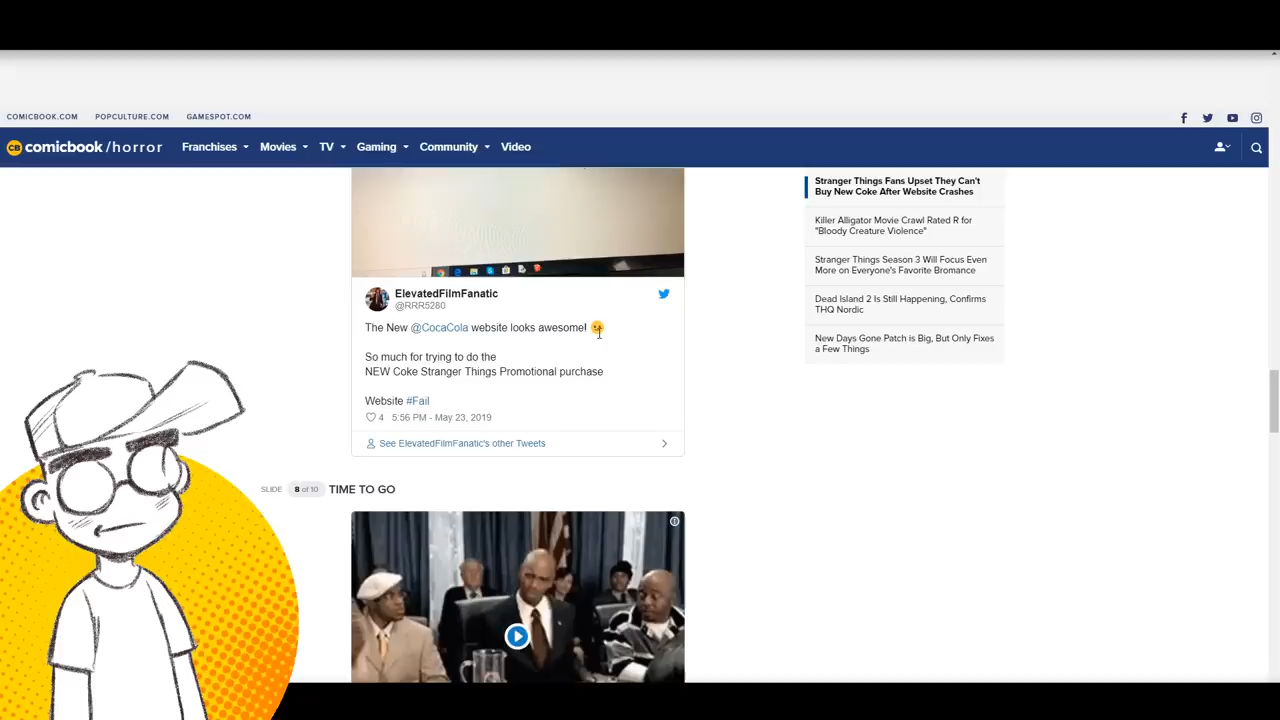 COMICBOOK.COM POPCULTURE.COM GAMESPOT.COM
CB comicbook/horror Franchises Movies TV Gaming Community Video
Stranger Things Fans Upset They Can't
Buy New Coke After Website Crashes
Killer Alligator Movie Crawl Rated R for
"Bloody Creature Violence"
Stranger Things Season 3 Will Focus Even
More on Everyone's Favorite Bromance
Dead Island 2 Is Still Happening, Confirms
THQ Nordic
New Days Gone Patch is Big, But Only Fixes
a Few Things
ElevatedFilmFanatic
@RRR5280
The New @CocaCola website looks awesome!
So much for trying to do the
NEW Coke Stranger Things Promotional purchase
Website #Fail
4 5:56 PM - May 23, 2019
See ElevatedFilmFanatic's other Tweets
SLIDE 8 of 10 TIME TO GO